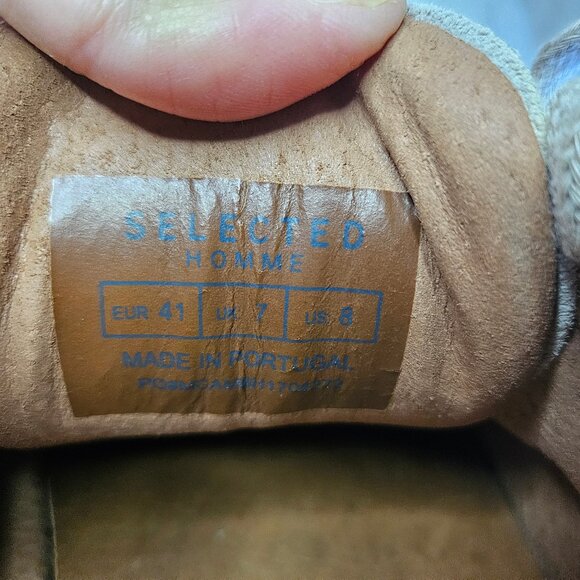 SELECTED
HOMME
EUR 41 UK 7 US 8
MADE IN PORTUGAL